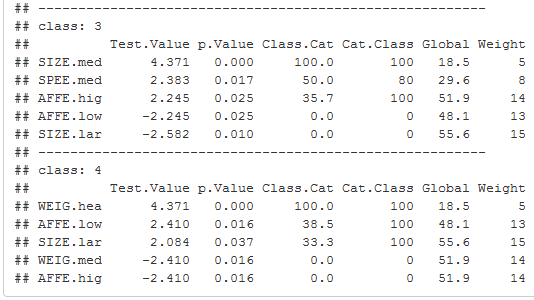 ## ---------------------------------------------------------
## class: 3
##          Test.Value p.Value Class.Cat Cat.Class Global Weight
## SIZE.med      4.371   0.000     100.0       100   18.5      5
## SPEE.med      2.383   0.017      50.0        80   29.6      8
## AFFE.hig      2.245   0.025      35.7       100   51.9     14
## AFFE.low     -2.245   0.025       0.0         0   48.1     13
## SIZE.lar     -2.582   0.010       0.0         0   55.6     15
## ---------------------------------------------------------
## class: 4
##          Test.Value p.Value Class.Cat Cat.Class Global Weight
## WEIG.hea      4.371   0.000     100.0       100   18.5      5
## AFFE.low      2.410   0.016      38.5       100   48.1     13
## SIZE.lar      2.084   0.037      33.3       100   55.6     15
## WEIG.med     -2.410   0.016       0.0         0   51.9     14
## AFFE.hig     -2.410   0.016       0.0         0   51.9     14